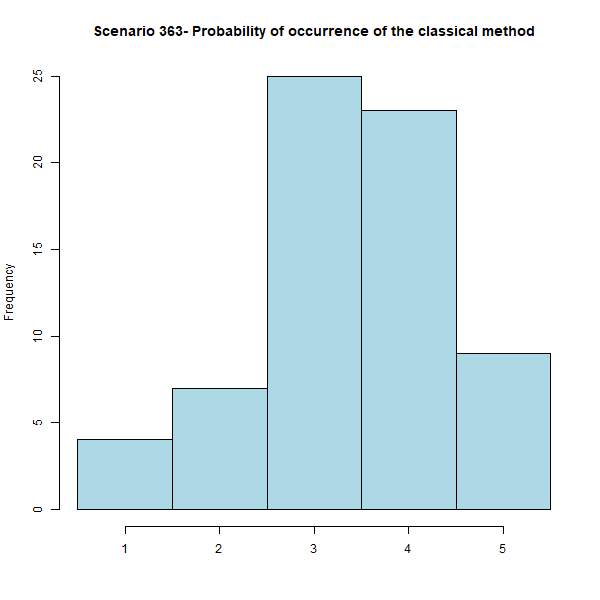 Scenario 363- Probability of occurrence of the classical method
25
20
15
10
5
0
Frequency
1 2 3 4 5